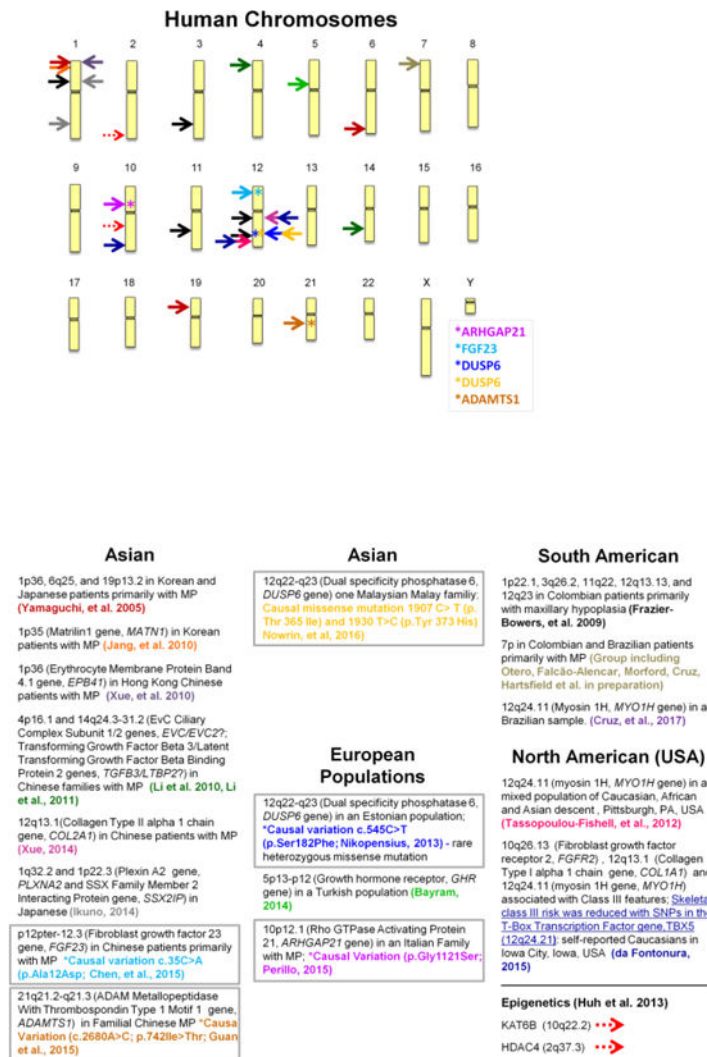 Human Chromosomes
1 2 3 4 5 6 7 8
9 10 11 12 13 14 15 16
17 18 19 20 21 22 X Y
*ARHGAP21
*FGF23
*DUSP6
*DUSP6
*ADAMTS1
Asian
1p36, 6q25, and 19p13.2 in Korean and
Japanese patients primarily with MP
(Yamaguchi, et al. 2005)
1p35 (Matrilin1 gene, MATN1) in Korean
patients with MP (Jang, et al. 2010)
1p36 (Erythrocyte Membrane Protein Band
4.1 gene, EPB41) in Hong Kong Chinese
patients with MP (Xue, et al. 2010)
4p16.1 and 14q24.3-31.2 (EvC Ciliary
Complex Subunit 1/2 genes, EVC/EVC2?;
Transforming Growth Factor Beta 3/Latent
Transforming Growth Factor Beta Binding
Protein 2 genes, TGFB3/LTBP2?) in
Chinese families with MP (Li et al. 2010, Li
et al., 2011)
12q13.1(Collagen Type II alpha 1 chain
gene, COL2A1) in Chinese patients with MP
(Xue, 2014)
1q32.2 and 1p22.3 (Plexin A2 gene,
PLXNA2 and SSX Family Member 2
Interacting Protein gene, SSX2IP) in
Japanese (Ikuno, 2014)
p12pter-12.3 (Fibroblast growth factor 23
gene, FGF23) in Chinese patients primarily
with MP *Causal variation c.35C>A
(p.Ala12Asp; Chen, et al., 2015)
21q21.2-q21.3 (ADAM Metallopeptidase
With Thrombospondin Type 1 Motif 1 gene,
ADAMTS1) in Familial Chinese MP *Causa
Variation (c.2680A>C; p.742Ile>Thr; Guan
et al., 2015)
Asian
12q22-q23 (Dual specificity phosphatase 6,
DUSP6 gene) one Malaysian Malay familiy:
Causal missense mutation 1907 C> T (p.
Thr 365 Ile) and 1930 T>C (p.Tyr 373 His)
Nowrin, et al, 2016)
European
Populations
12q22-q23 (Dual specificity phosphatase 6,
DUSP6 gene) in an Estonian population;
*Causal variation c.545C>T
(p.Ser182Phe; Nikopensius, 2013) - rare
heterozygous missense mutation
5p13-p12 (Growth hormone receptor, GHR
gene) in a Turkish population (Bayram,
2014)
10p12.1 (Rho GTPase Activating Protein
21, ARHGAP21 gene) in an Italian Family
with MP; *Causal Variation (p.Gly1121Ser;
Perillo, 2015)
South American
1p22.1, 3q26.2, 11q22, 12q13.13, and
12q23 in Colombian patients primarily
with maxillary hypoplasia (Frazier-
Bowers, et al. 2009)
7p in Colombian and Brazilian patients
primarily with MP (Group including
Otero, Falcão-Alencar, Morford, Cruz,
Hartsfield et al. in preparation)
12q24.11 (Myosin 1H, MYO1H gene) in a
Brazilian sample. (Cruz, et al., 2017)
North American (USA)
12q24.11 (myosin 1H, MYO1H gene) in a
mixed population of Caucasian, African
and Asian descent , Pittsburgh, PA, USA
(Tassopoulou-Fishell, et al., 2012)
10q26.13 (Fibroblast growth factor
receptor 2, FGFR2) , 12q13.1 (Collagen
Type I alpha 1 chain gene, COL1A1) and
12q24.11 (myosin 1H gene, MYO1H)
associated with Class III features; Skeleta
class III risk was reduced with SNPs in the
T-Box Transcription Factor gene,TBX5
(12q24.21): self-reported Caucasians in
Iowa City, Iowa, USA (da Fontonura,
2015)
Epigenetics (Huh et al. 2013)
KAT6B (10q22.2)
HDAC4 (2q37.3)